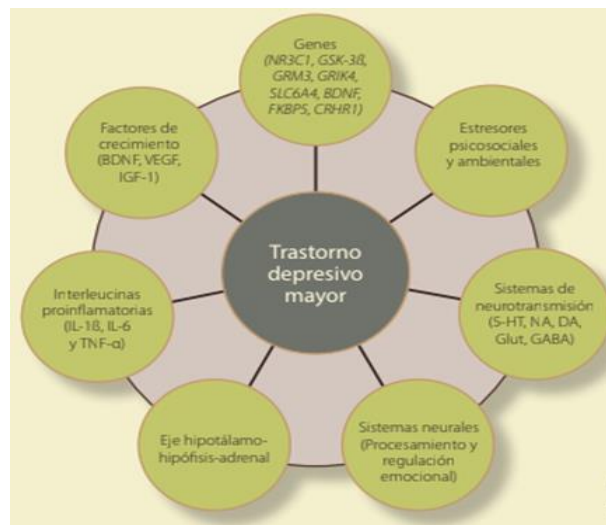 Genes
(NR3C1, GSK-3ß,
GRM3, GRIK4,
SLC6A4, BDNF,
FKBP5, CRHR1)
Estresores
psicosociales
y ambientales
Sistemas de
neurotransmisión
(5-HT, NA, DA,
Glut, GABA)
Sistemas neurales
(Procesamiento y
regulación
emocional)
Eje hipotálamo-
hipófisis-adrenal
Interleucinas
proinflamatorias
(IL-1ß, IL-6
y TNF-α)
Factores de
crecimiento
(BDNF, VEGF,
IGF-1)
Trastorno
depresivo
mayor